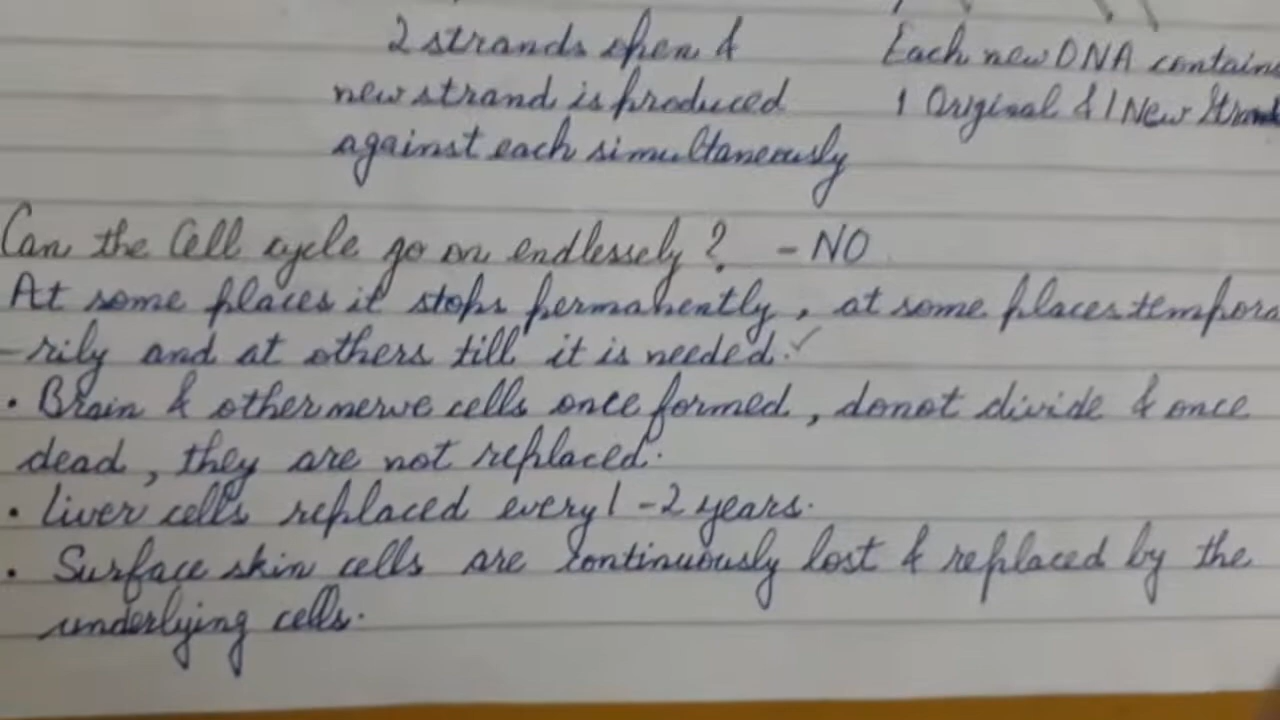 2 strands open & 
new strand is produced
against each simultaneously
Each new DNA contain
1 Original & 1 New Strand
Can the Cell cycle go on endlessely? - NO
At some places it stops permanently, at some places tempora
-rily and at others till it is needed.✓
• Brain & other nerve cells once formed, donot divide & once
dead, they are not replaced.
• Liver cells replaced every 1-2 years.
• Surface skin cells are continuously lost & replaced by the
underlying cells.